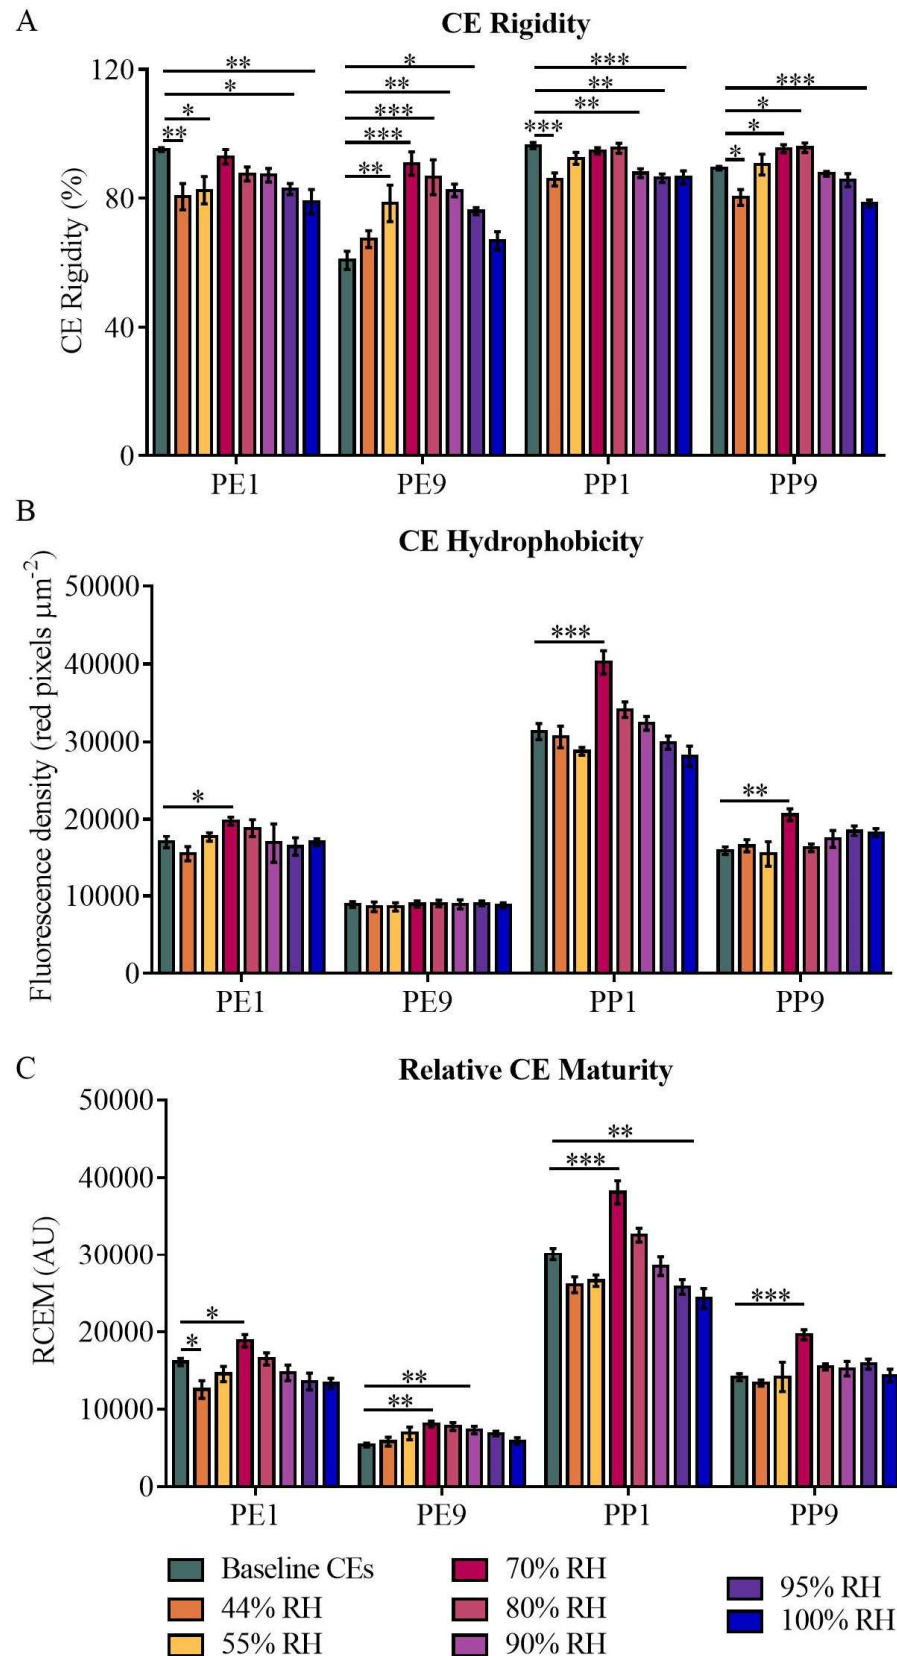 A
CE Rigidity
CE Rigidity (%)
120
80
40
0
** * * **
** *** *** ** *
*** ** ** ***
* * * ***
PE1 PE9 PP1 PP9
B
CE Hydrophobicity
Fluorescence density (red pixels µm-2)
50000
40000
30000
20000
10000
0
* *** **
PE1 PE9 PP1 PP9
C
Relative CE Maturity
RCEM (AU)
50000
40000
30000
20000
10000
0
* *
** **
*** **
***
PE1 PE9 PP1 PP9
Baseline CEs
44% RH
55% RH
70% RH
80% RH
90% RH
95% RH
100% RH